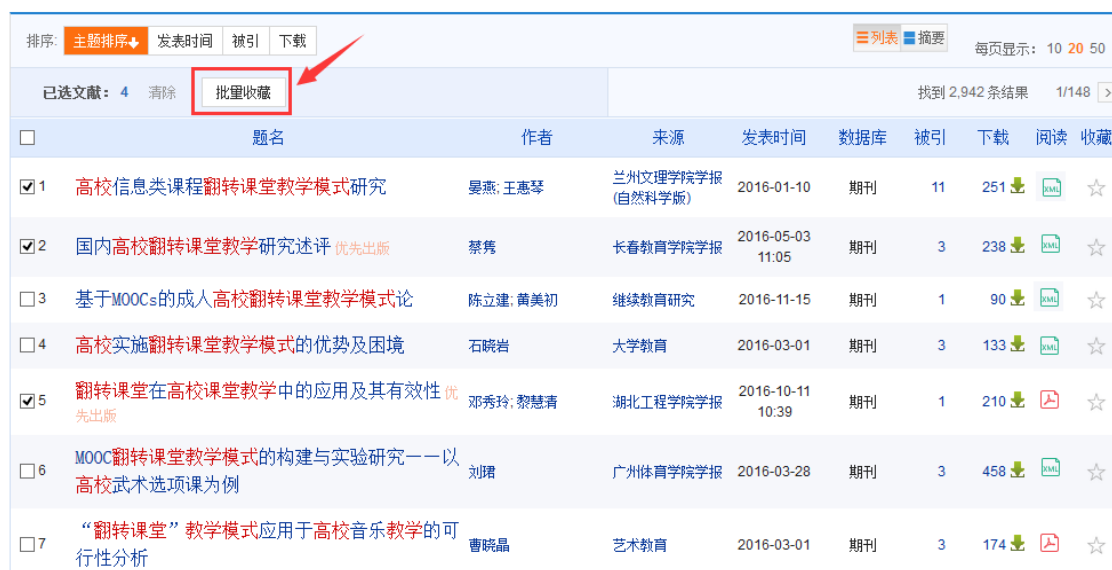 排序: 主题排序 发表时间 被引 下载 列表 摘要 每页显示: 10 20 50
已选文献: 4 清除 批量收藏 找到 2,942 条结果 1/148 >
题名 作者 来源 发表时间 数据库 被引 下载 阅读 收藏
1 高校信息类课程翻转课堂教学模式研究 晏燕;王惠琴 兰州文理学院学报 2016-01-10 期刊 11 251 XML
(自然科学版)
2 国内高校翻转课堂教学研究述评 优先出版 禁隽 长春教育学院学报 2016-05-03 期刊 3 238 XML
11:05
3 基于MOOCs的成人高校翻转课堂教学模式论 陈立建;黄美初 继续教育研究 2016-11-15 期刊 1 90 XML
4 高校实施翻转课堂教学模式的优势及困境 石晓岩 大学教育 2016-03-01 期刊 3 133 XML
5 翻转课堂在高校课堂教学中的应用及其有效性 优 邓秀玲;黎慧清 湖北工程学院学报 2016-10-11 期刊 1 210
先出版 10:39
6 MOOC翻转课堂教学模式的构建与实验研究——以 刘珺 广州体育学院学报 2016-03-28 期刊 3 458 XML
高校武术选项课为例
7 “翻转课堂”教学模式应用于高校音乐教学的可 曹晓晶 艺术教育 2016-03-01 期刊 3 174
行性分析